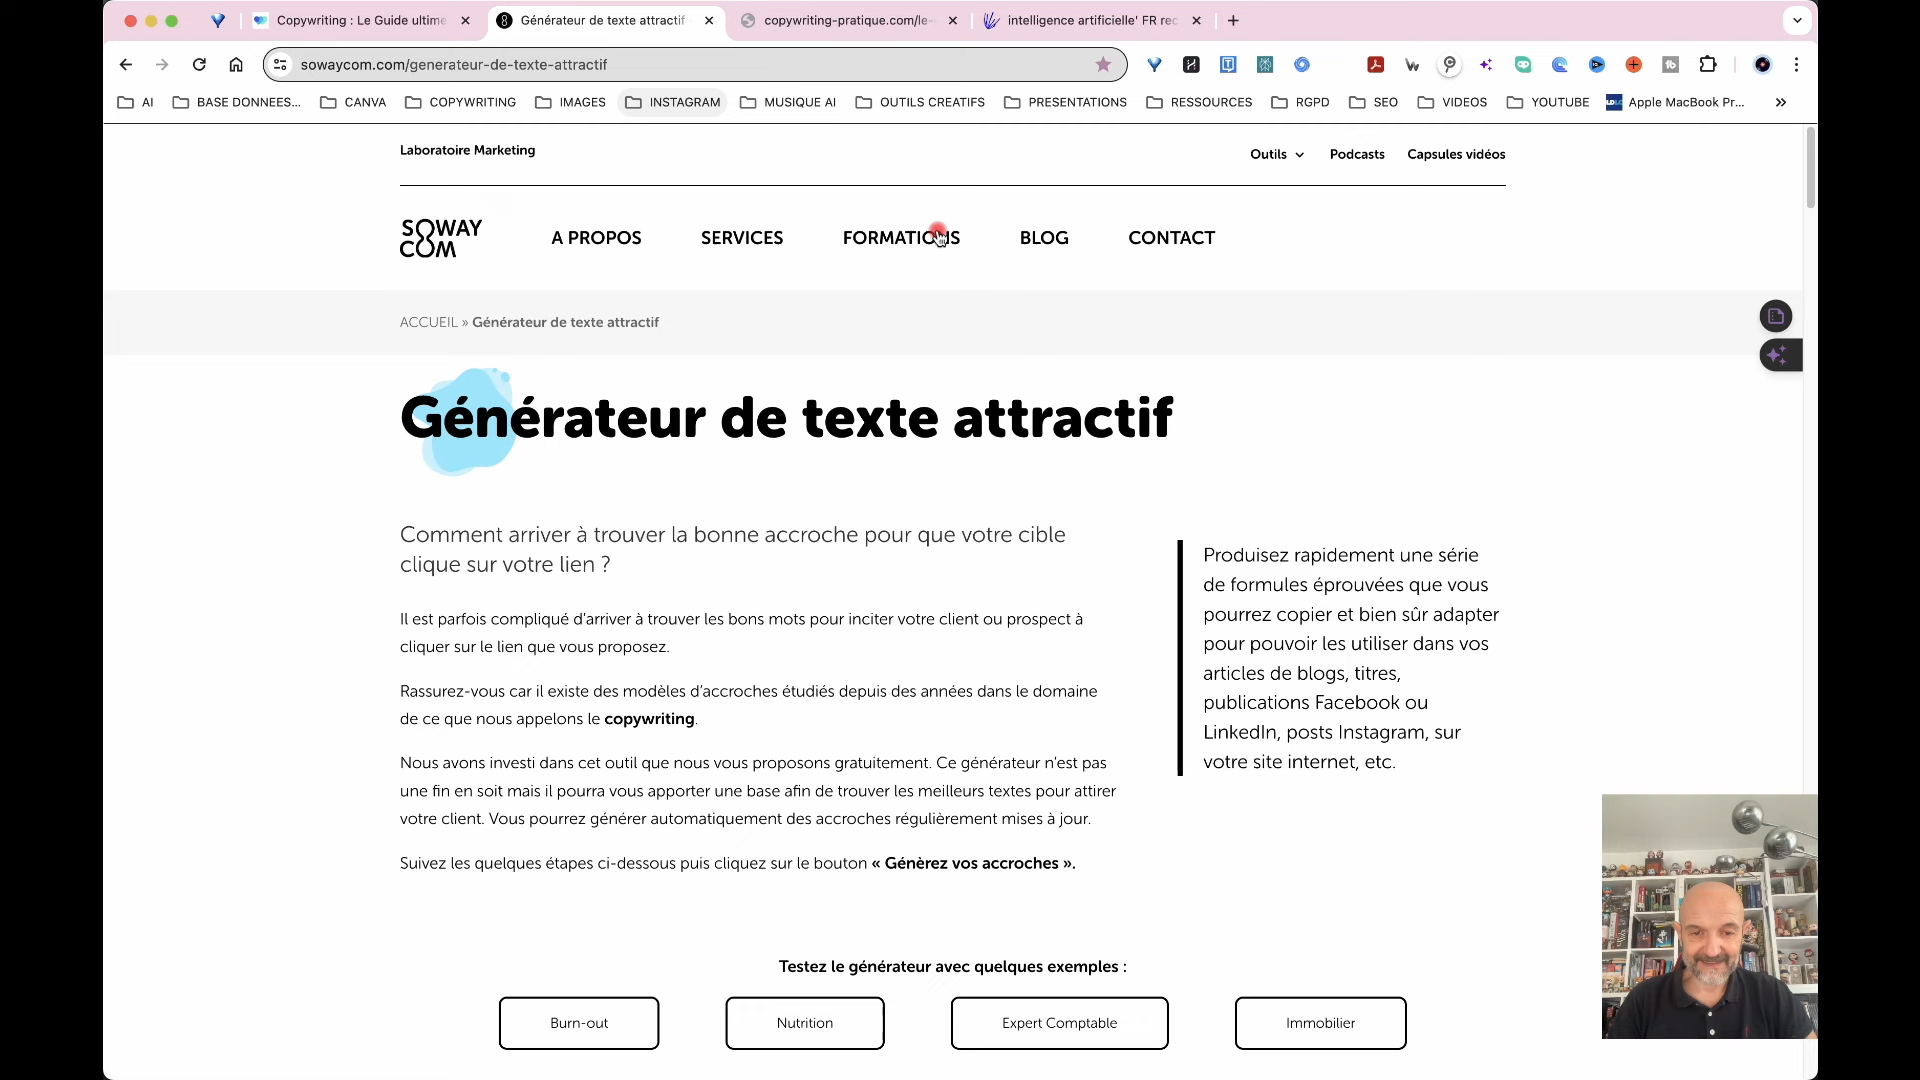 Copywriting : Le Guide ultime
Générateur de texte attractif
copywriting-pratique.com/le-
intelligence artificielle' FR rec
sowaycom.com/generateur-de-texte-attractif
AI
BASE DONNEES...
CANVA
COPYWRITING
IMAGES
INSTAGRAM
MUSIQUE AI
OUTILS CREATIFS
PRESENTATIONS
RESSOURCES
RGPD
SEO
VIDEOS
YOUTUBE
Apple MacBook Pr...
Laboratoire Marketing
Outils
Podcasts
Capsules vidéos
SOWAY
COM
A PROPOS
SERVICES
FORMATIONS
BLOG
CONTACT
ACCUEIL » Générateur de texte attractif
Générateur de texte attractif
Comment arriver à trouver la bonne accroche pour que votre cible
clique sur votre lien ?
Il est parfois compliqué d'arriver à trouver les bons mots pour inciter votre client ou prospect à
cliquer sur le lien que vous proposez.
Rassurez-vous car il existe des modèles d'accroches étudiés depuis des années dans le domaine
de ce que nous appelons le copywriting.
Nous avons investi dans cet outil que nous vous proposons gratuitement. Ce générateur n'est pas
une fin en soit mais il pourra vous apporter une base afin de trouver les meilleurs textes pour attirer
votre client. Vous pourrez générer automatiquement des accroches régulièrement mises à jour.
Suivez les quelques étapes ci-dessous puis cliquez sur le bouton « Génèrez vos accroches ».
Produisez rapidement une série
de formules éprouvées que vous
pourrez copier et bien sûr adapter
pour pouvoir les utiliser dans vos
articles de blogs, titres,
publications Facebook ou
LinkedIn, posts Instagram, sur
votre site internet, etc.
Testez le générateur avec quelques exemples :
Burn-out
Nutrition
Expert Comptable
Immobilier